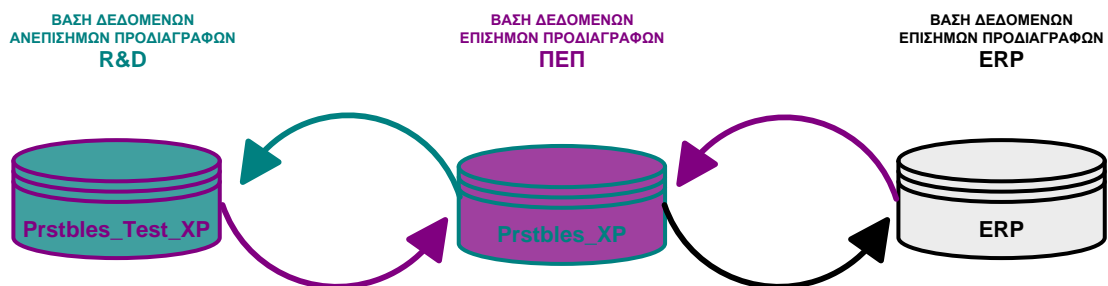 ΒΑΣΗ ΔΕΔΟΜΕΝΩΝ
ΑΝΕΠΙΣΗΜΩΝ ΠΡΟΔΙΑΓΡΑΦΩΝ
R&D
ΒΑΣΗ ΔΕΔΟΜΕΝΩΝ
ΕΠΙΣΗΜΩΝ ΠΡΟΔΙΑΓΡΑΦΩΝ
ΠΕΠ
ΒΑΣΗ ΔΕΔΟΜΕΝΩΝ
ΕΠΙΣΗΜΩΝ ΠΡΟΔΙΑΓΡΑΦΩΝ
ERP
Prstbles_Test_XP
Prstbles_XP
ERP